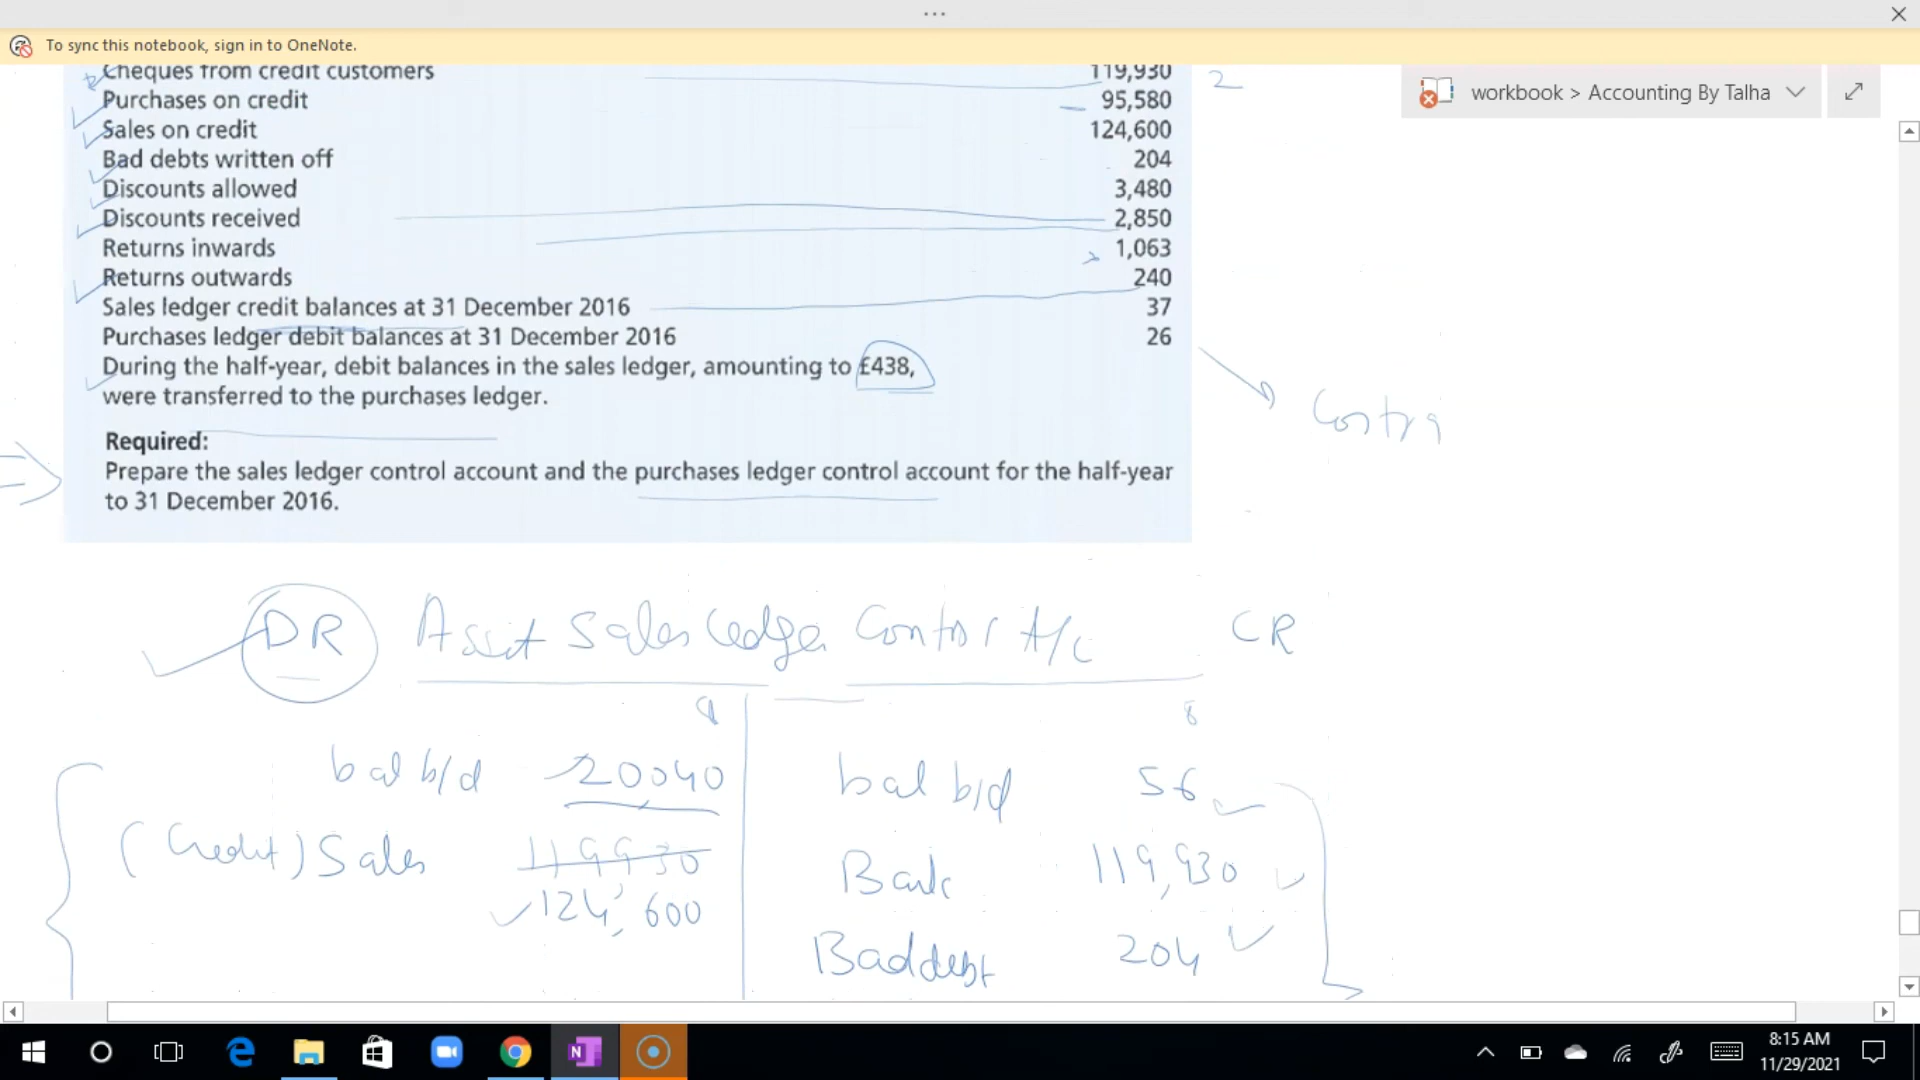 To sync this notebook, sign in to OneNote.
workbook > Accounting By Talha
Cheques from credit customers 119,930 2
Purchases on credit 95,580
Sales on credit 124,600
Bad debts written off 204
Discounts allowed 3,480
Discounts received 2,850
Returns inwards 1,063
Returns outwards 240
Sales ledger credit balances at 31 December 2016 37
Purchases ledger debit balances at 31 December 2016 26
During the half-year, debit balances in the sales ledger, amounting to £438,
were transferred to the purchases ledger.
Contra
Required:
Prepare the sales ledger control account and the purchases ledger control account for the half-year
to 31 December 2016.
DR Asset Sales Ledger Control A/C CR
bal b/d 20040 bal b/d 56
(Credit) Sales 119930 Bank 119,930
124,600
Bad debt 204
8:15 AM
11/29/2021